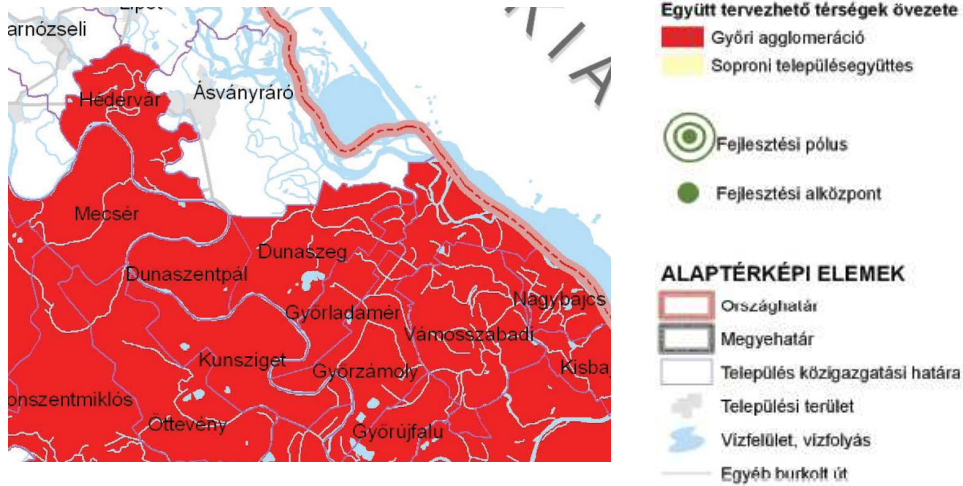 Lipót
arnózseli
KIA
Ásványráró
Hédervár
Mecsér
Dunaszeg
Dunaszentpál
Nagybajcs
Győrladamér
Vámosszabadi
Kunsziget
Győrzámoly
Kisba
onszentmiklós
Öttevény
Győrújfalu
Együtt tervezhető térségek övezete
Győri agglomeráció
Soproni településegyüttes
Fejlesztési pólus
Fejlesztési alközpont
ALAPTÉRKÉPI ELEMEK
Országhatár
Megyehatár
Település közigazgatási határa
Települési terület
Vízfelület, vízfolyás
Egyéb burkolt út